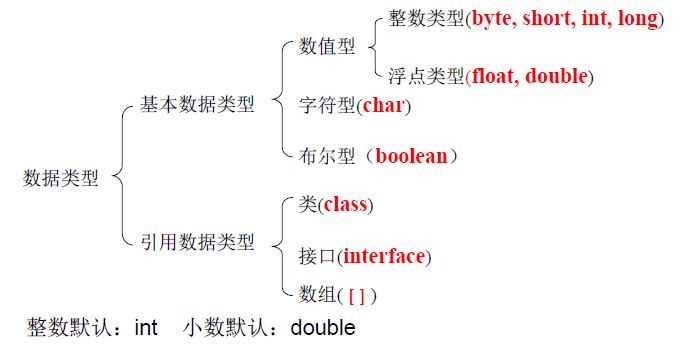 整数类型(byte, short, int, long)
数值型
浮点类型(float, double)
基本数据类型
字符型(char)
布尔型（boolean）
数据类型
类(class)
引用数据类型
接口(interface)
数组([ ])
整数默认：int 小数默认：double